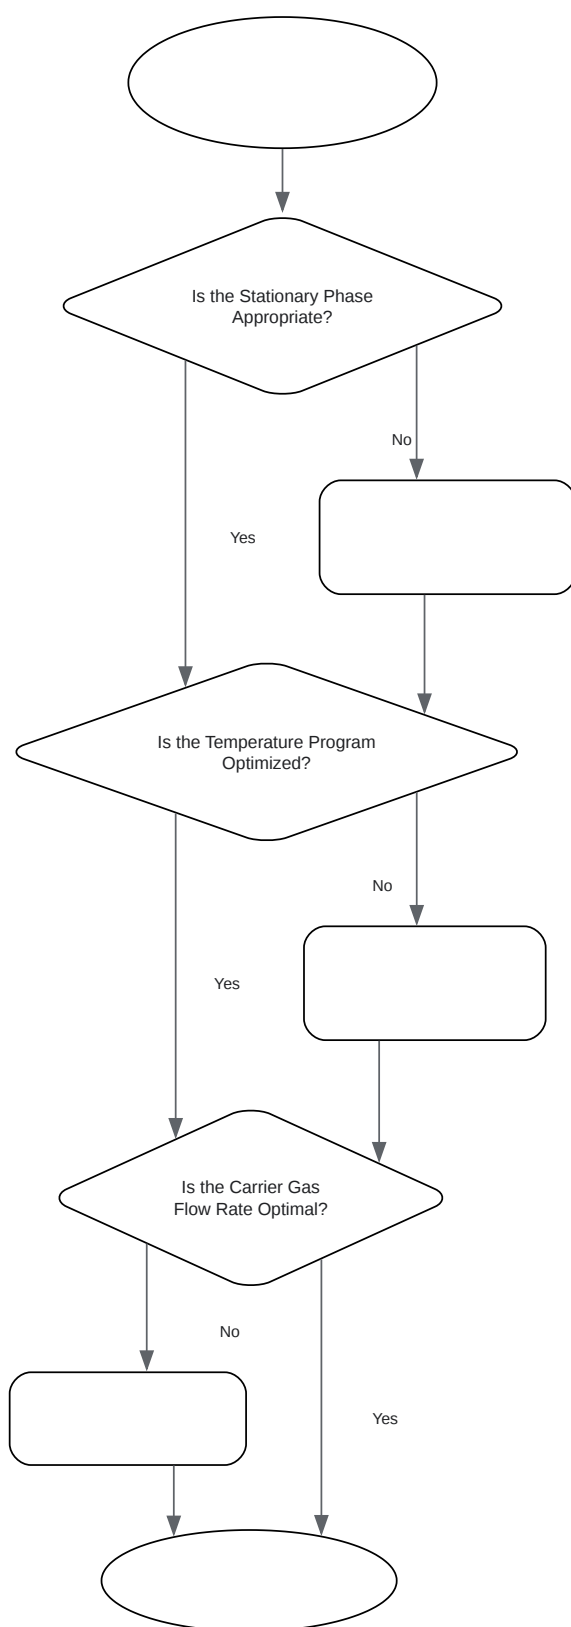 Is the Stationary Phase
Appropriate?
No
Yes
Is the Temperature Program
Optimized?
No
Yes
Is the Carrier Gas
Flow Rate Optimal?
No
Yes